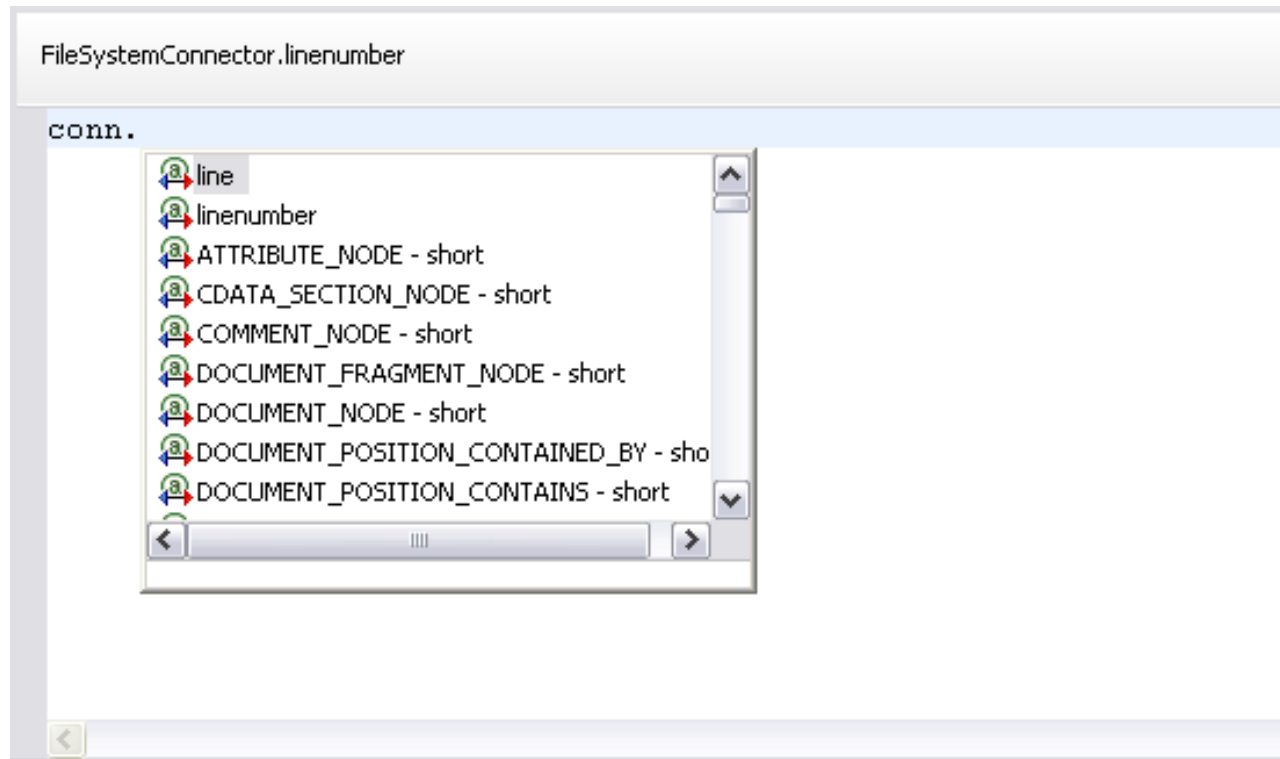 FileSystemConnector.linenumber
conn.
line
linenumber
ATTRIBUTE_NODE - short
CDATA_SECTION_NODE - short
COMMENT_NODE - short
DOCUMENT_FRAGMENT_NODE - short
DOCUMENT_NODE - short
DOCUMENT_POSITION_CONTAINED_BY - sho
DOCUMENT_POSITION_CONTAINS - short